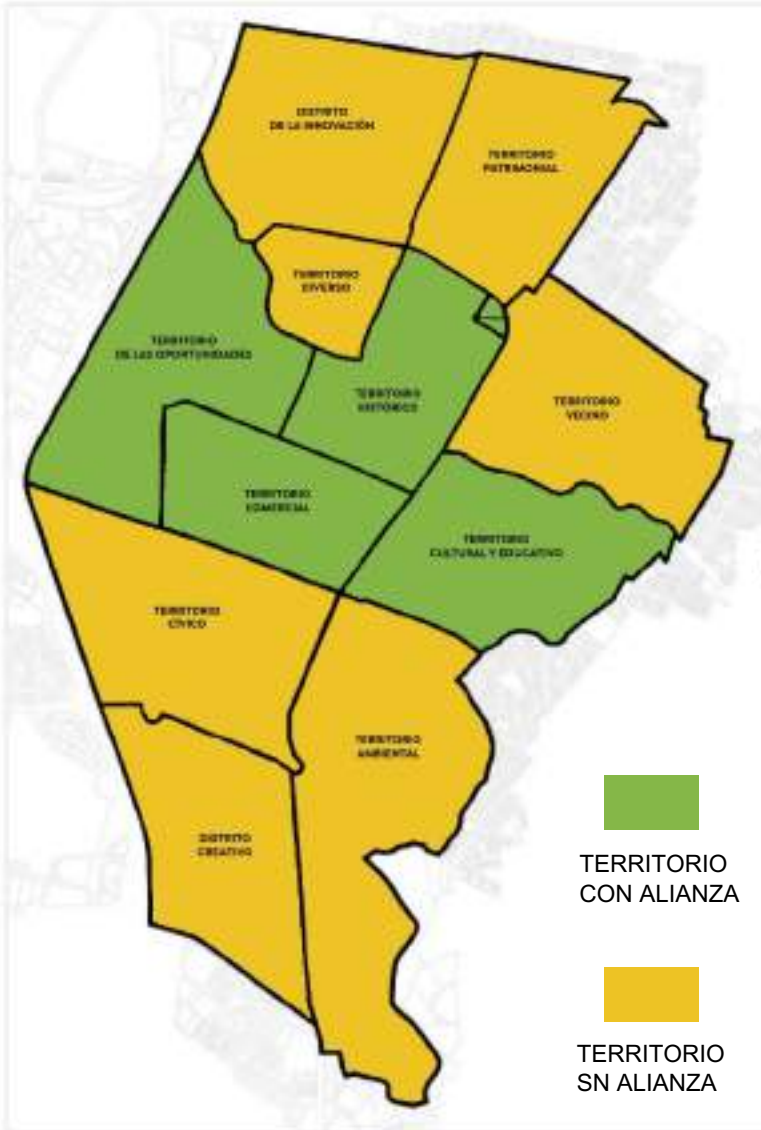 DISTRITO
DE LA INNOVACIÓN
TERRITORIO
PATRIMONIAL
TERRITORIO
DIVERSO
TERRITORIO
DE LAS OPORTUNIDADES
TERRITORIO
HISTÓRICO
TERRITORIO
VECINO
TERRITORIO
COMERCIAL
TERRITORIO
CULTURAL Y EDUCATIVO
TERRITORIO
CÍVICO
TERRITORIO
AMBIENTAL
DISTRITO
CREATIVO
TERRITORIO
CON ALIANZA
TERRITORIO
SN ALIANZA